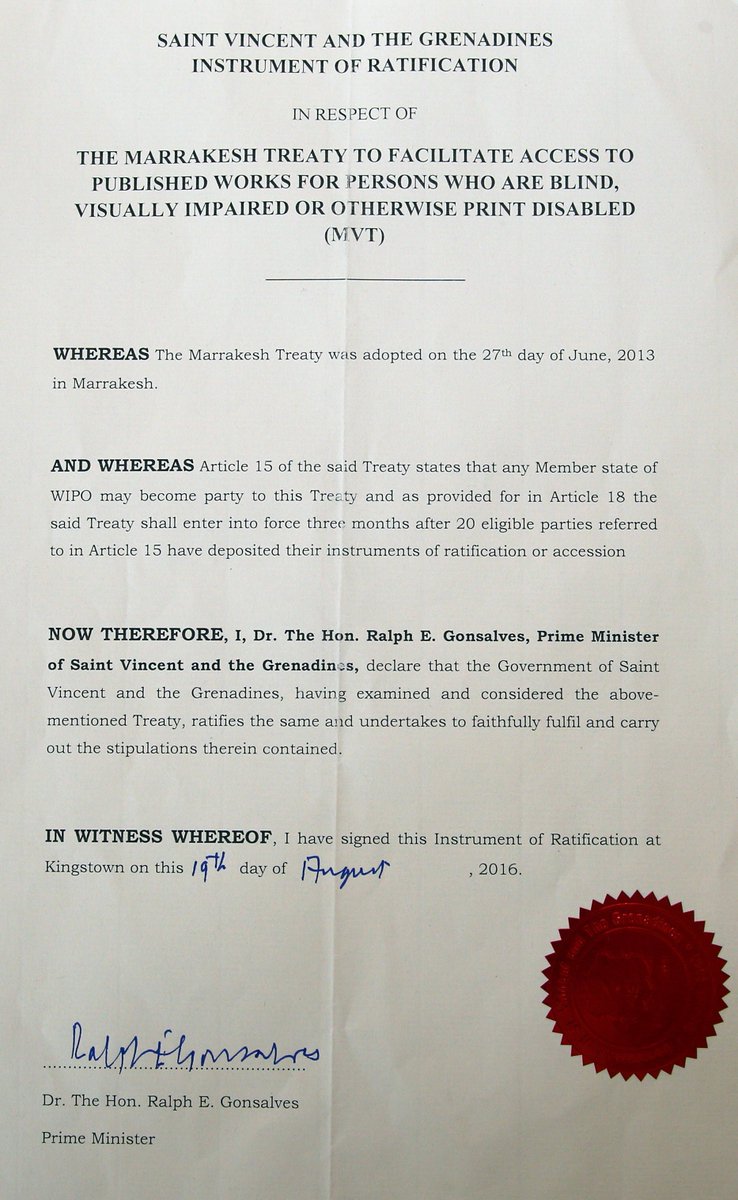 SAINT VINCENT AND THE GRENADINES
INSTRUMENT OF RATIFICATION
IN RESPECT OF
THE MARRAKESH TREATY TO FACILITATE ACCESS TO
PUBLISHED WORKS FOR PERSONS WHO ARE BLIND,
VISUALLY IMPAIRED OR OTHERWISE PRINT DISABLED
(MVT)
WHEREAS The Marrakesh Treaty was adopted on the 27th day of June, 2013
in Marrakesh.
AND WHEREAS Article 15 of the said Treaty states that any Member state of
WIPO may become party to this Treaty and as provided for in Article 18 the
said Treaty shall enter into force three months after 20 eligible parties referred
to in Article 15 have deposited their instruments of ratification or accession
NOW THEREFORE, I, Dr. The Hon. Ralph E. Gonsalves, Prime Minister
of Saint Vincent and the Grenadines, declare that the Government of Saint
Vincent and the Grenadines, having examined and considered the above-
mentioned Treaty, ratifies the same and undertakes to faithfully fulfil and carry
out the stipulations therein contained.
IN WITNESS WHEREOF, I have signed this Instrument of Ratification at
Kingstown on this 19th day of August , 2016.
Ralph E Gonsalves
Dr. The Hon. Ralph E. Gonsalves
Prime Minister
and The Grenadines